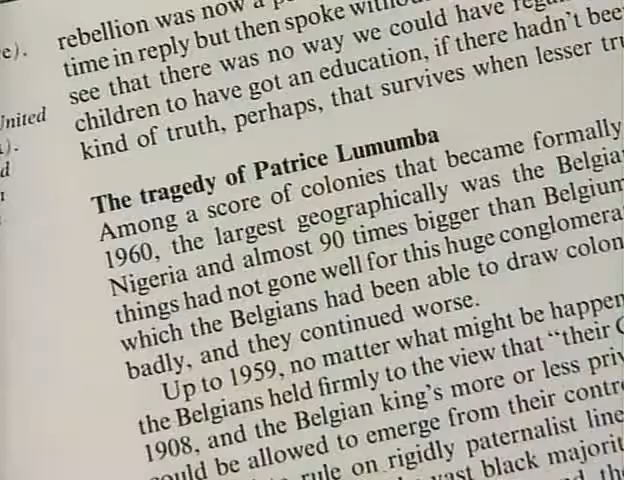 e).
United
).
d
rebellion was now a
time in reply but then spoke
see that there was no way we could have
children to have got an education, if there hadn't bee
kind of truth, perhaps, that survives when lesser tru
The tragedy of Patrice Lumumba
Among a score of colonies that became formally
1960, the largest geographically was the Belgia
Nigeria and almost 90 times bigger than Belgium
things had not gone well for this huge conglomera
which the Belgians had been able to draw colon
badly, and they continued worse.
Up to 1959, no matter what might be happen
the Belgians held firmly to the view that “their C
1908, and the Belgian king's more or less priv
could be allowed to emerge from their contr
rule on rigidly paternalist line
vast black majorit